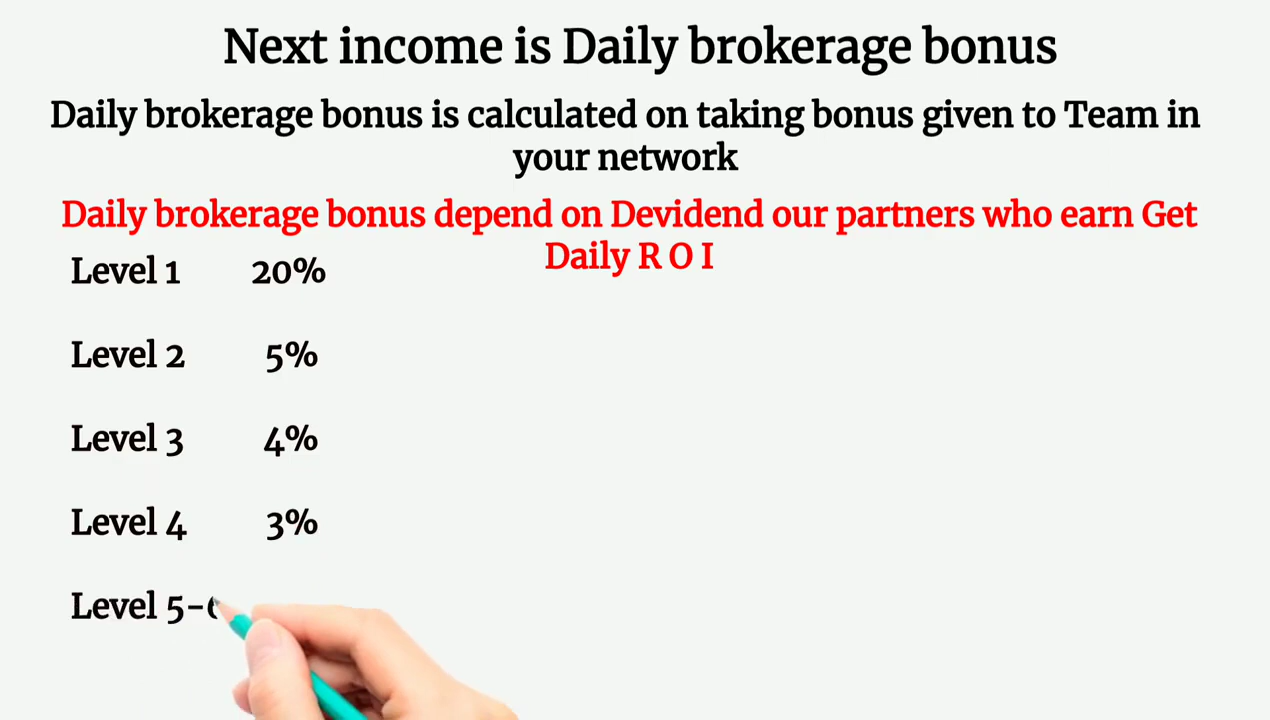 Next income is Daily brokerage bonus
Daily brokerage bonus is calculated on taking bonus given to Team in
your network
Daily brokerage bonus depend on Devidend our partners who earn Get
Daily R O I
Level 1 20%
Level 2 5%
Level 3 4%
Level 4 3%
Level 5-